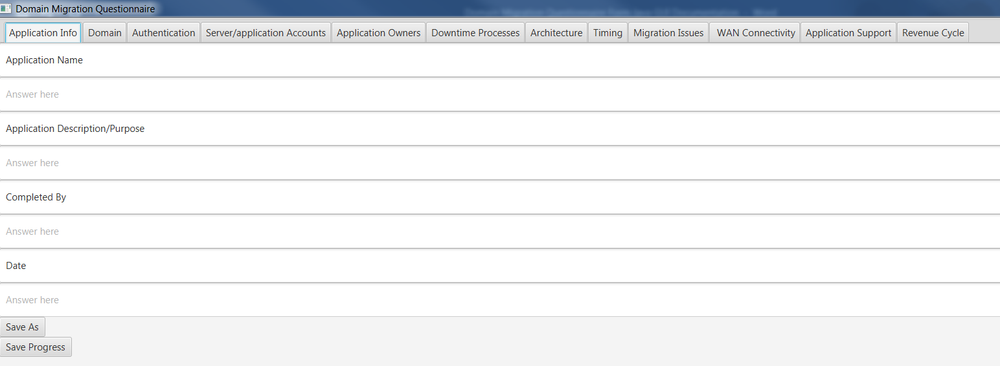 Domain Migration Questionnaire
Application Info Domain Authentication Server/application Accounts Application Owners Downtime Processes Architecture Timing Migration Issues WAN Connectivity Application Support Revenue Cycle
Application Name
Answer here
Application Description/Purpose
Answer here
Completed By
Answer here
Date
Answer here
Save As
Save Progress